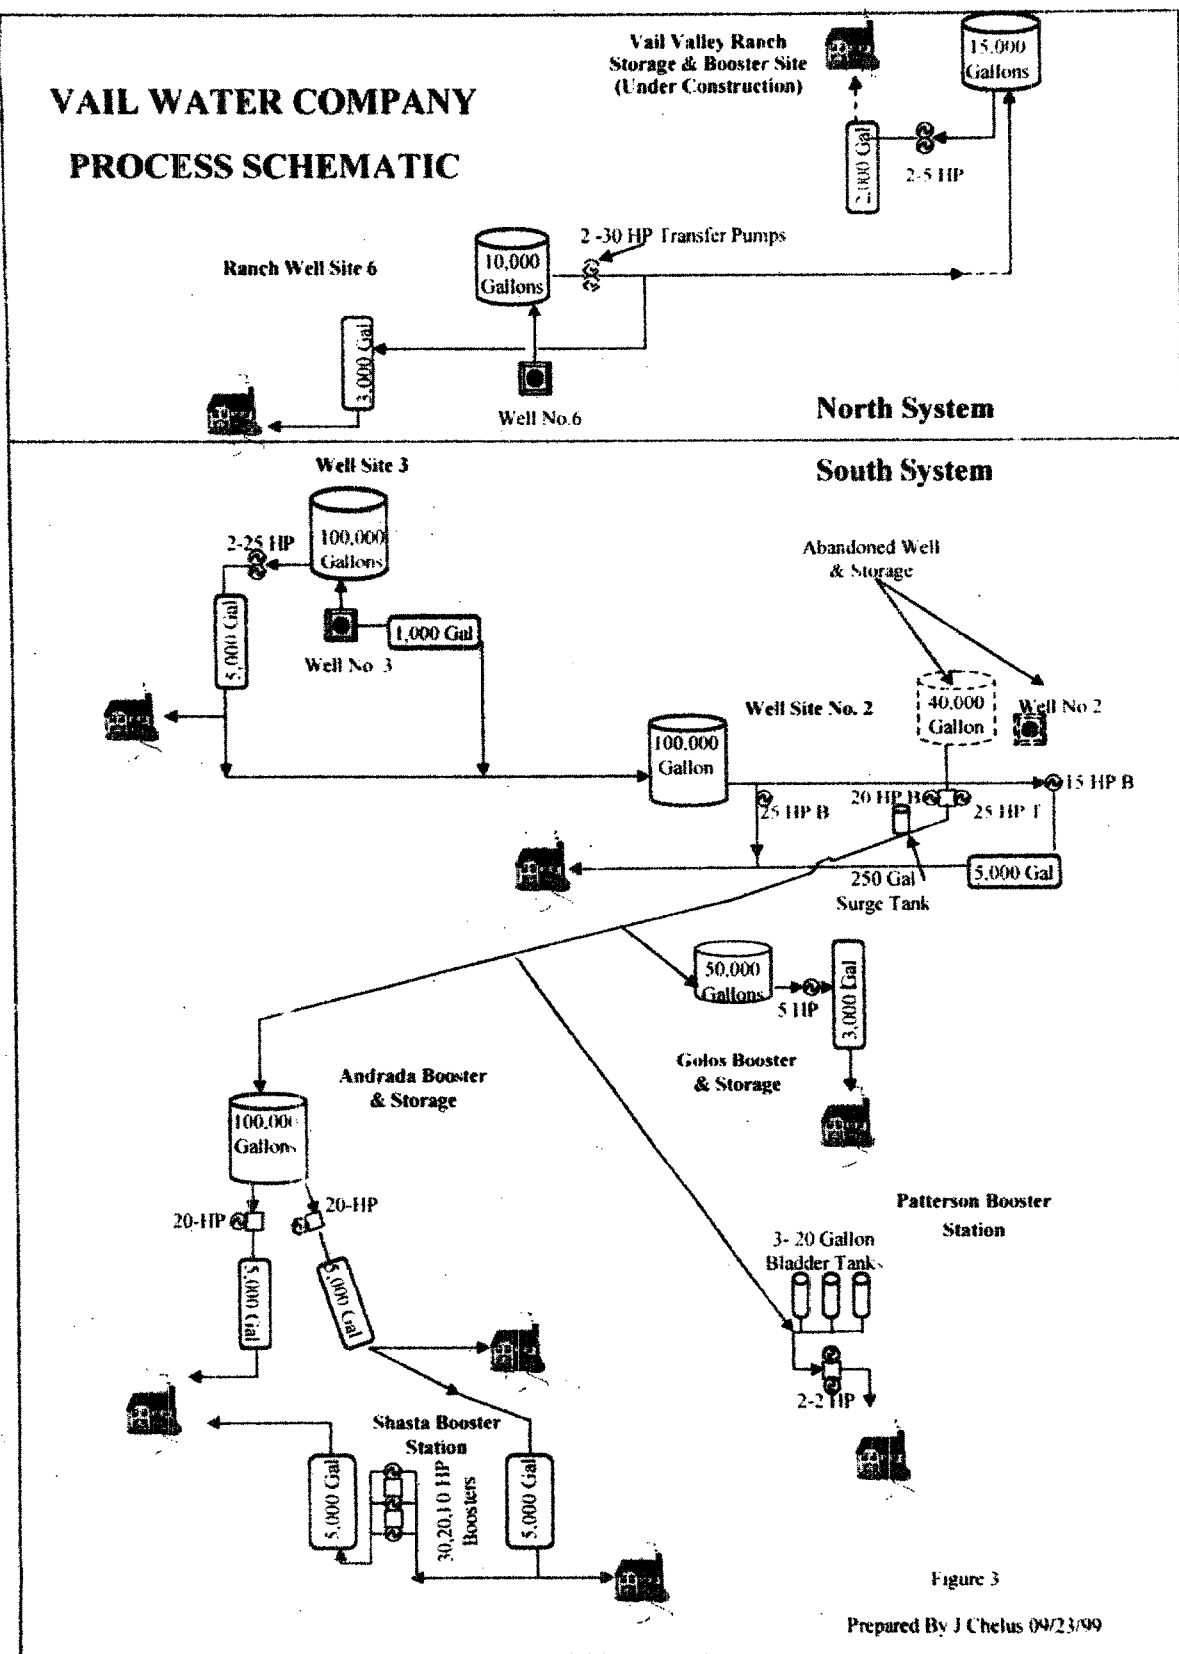 VAIL WATER COMPANY
PROCESS SCHEMATIC
Vail Valley Ranch
Storage & Booster Site
(Under Construction)
15,000
Gallons
2,000 Gal
2-5 HP
2 -30 HP Transfer Pumps
Ranch Well Site 6
10,000
Gallons
3,000 Gal
Well No.6
North System
South System
Well Site 3
100,000
Gallons
2-25 HP
5,000 Gal
1,000 Gal
Well No 3
Abandoned Well
& Storage
Well Site No. 2
40,000
Gallon
Well No 2
100,000
Gallon
15 HP B
25 HP B
20 HP B
25 HP T
5,000 Gal
250 Gal
Surge Tank
50,000
Gallons
5 HP
3,000 Gal
Golos Booster
& Storage
Andrada Booster
& Storage
100,000
Gallons
20-HP
20-HP
5,000 Gal
5,000 Gal
Patterson Booster
Station
3- 20 Gallon
Bladder Tanks
2-2 HP
Shasta Booster
Station
5,000 Gal
30,20,10 HP
Boosters
5,000 Gal
Figure 3
Prepared By J Chelus 09/23/99